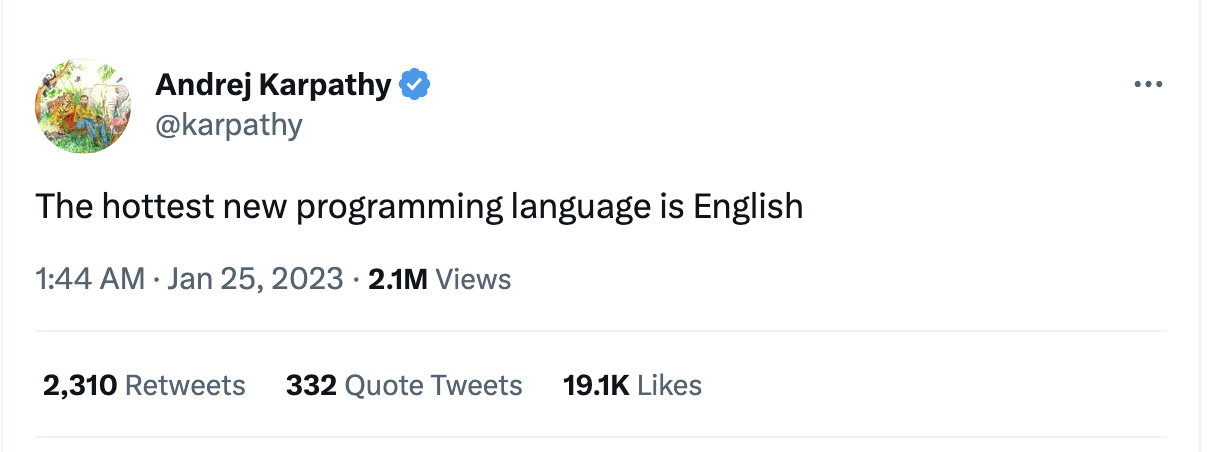 Andrej Karpathy
@karpathy
The hottest new programming language is English
1:44 AM · Jan 25, 2023 · 2.1M Views
2,310 Retweets 332 Quote Tweets 19.1K Likes